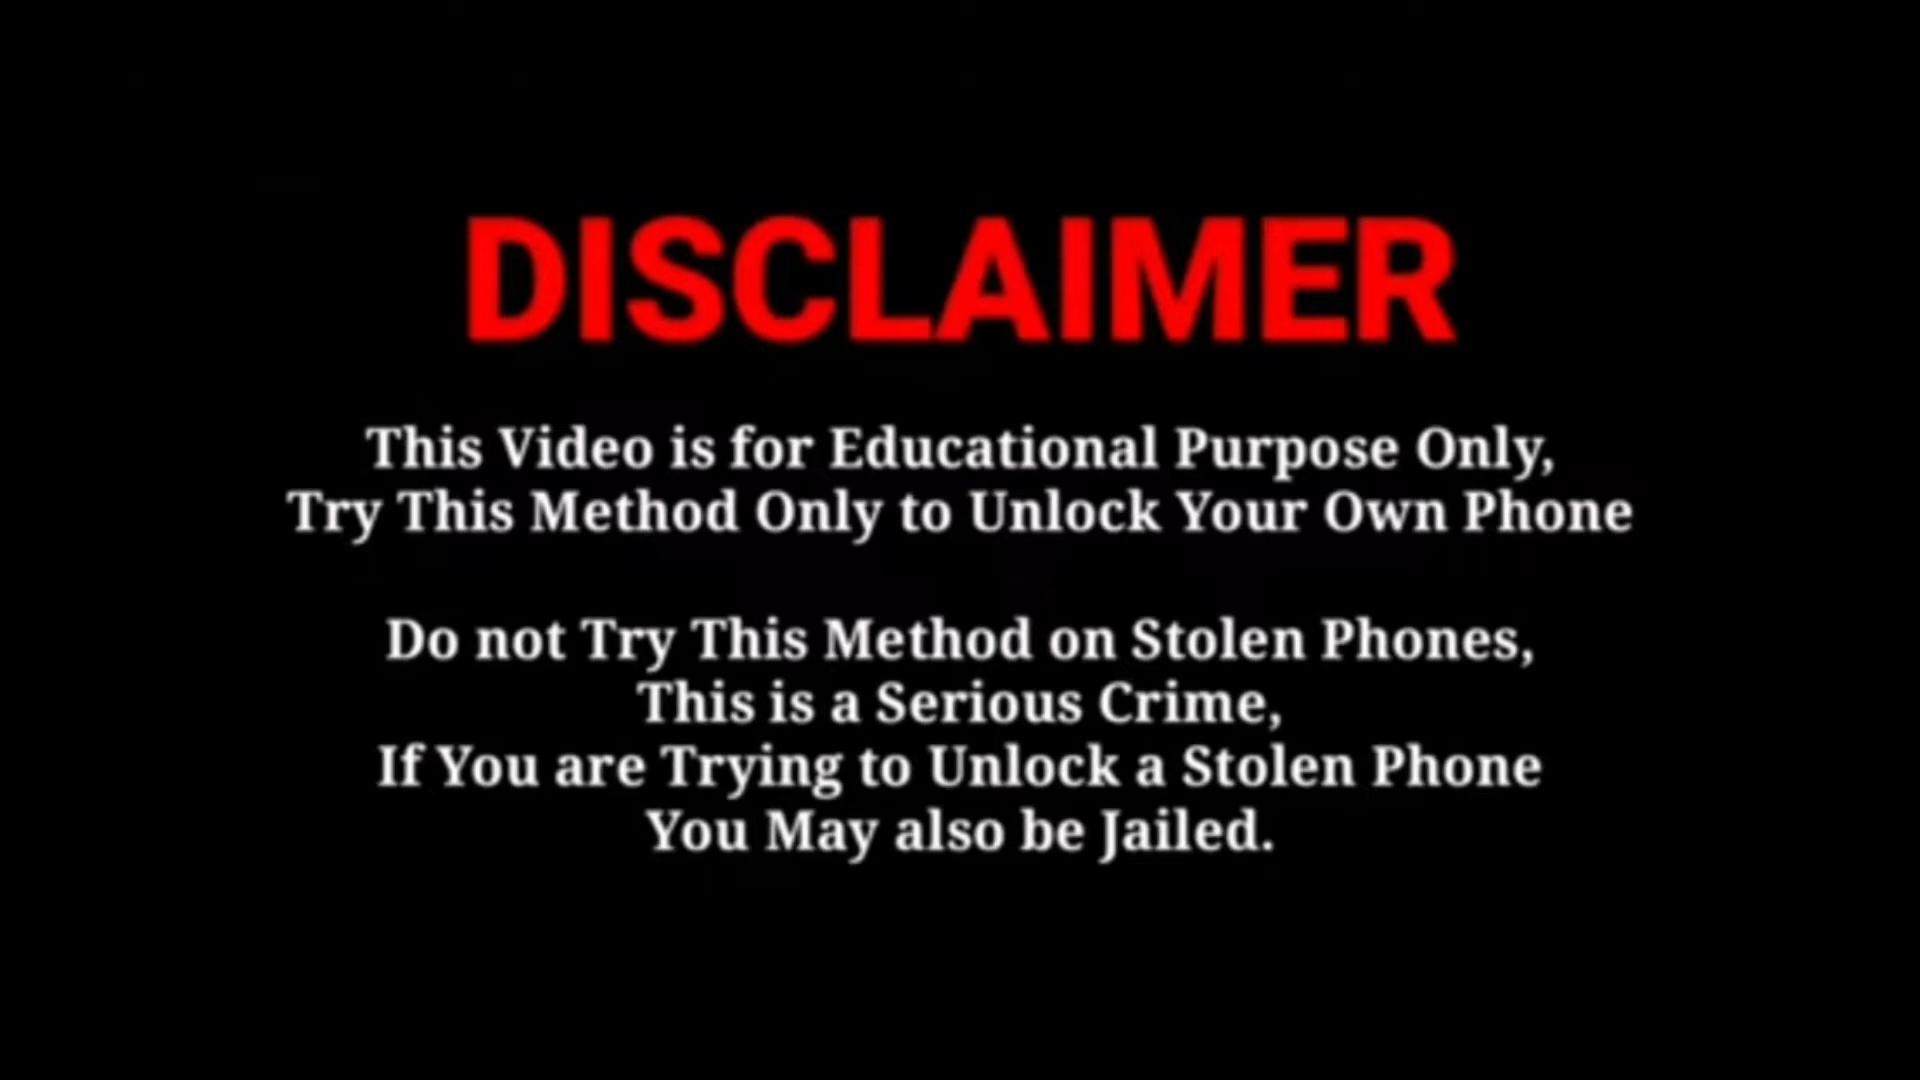 DISCLAIMER
This Video is for Educational Purpose Only,
Try This Method Only to Unlock Your Own Phone
Do not Try This Method on Stolen Phones,
This is a Serious Crime,
If You are Trying to Unlock a Stolen Phone
You May also be Jailed.